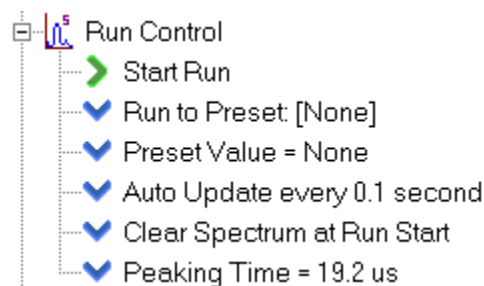 5
Run Control
Start Run
Run to Preset: [None]
Preset Value = None
Auto Update every 0.1 second
Clear Spectrum at Run Start
Peaking Time = 19.2 us